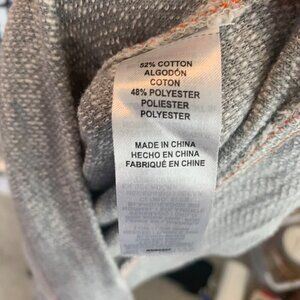 52% COTTON
ALGODÓN
COTON
48% POLYESTER
POLIESTER
POLYESTER
MADE IN CHINA
HECHO EN CHINA
FABRIQUÉ EN CHINE